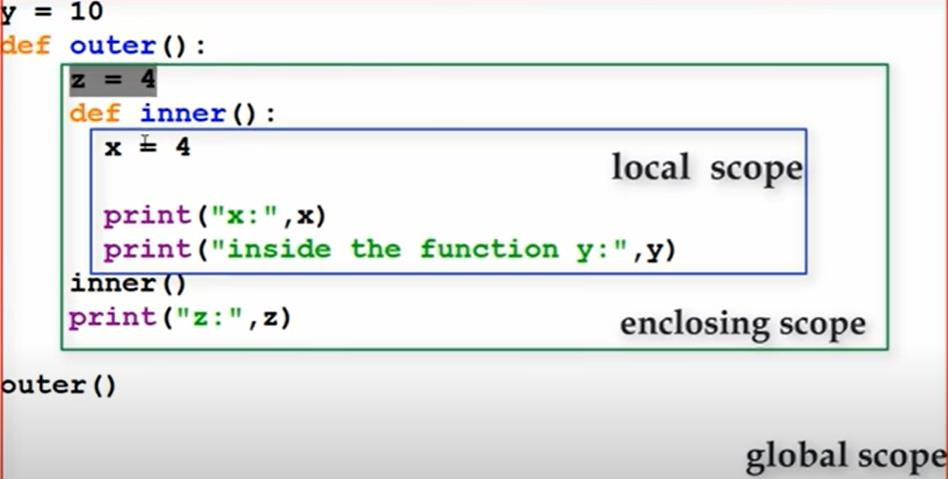 y = 10
def outer():
z = 4
def inner():
x = 4
local scope
print("x:",x)
print("inside the function y:",y)
inner()
print("z:",z)
enclosing scope
outer()
global scope